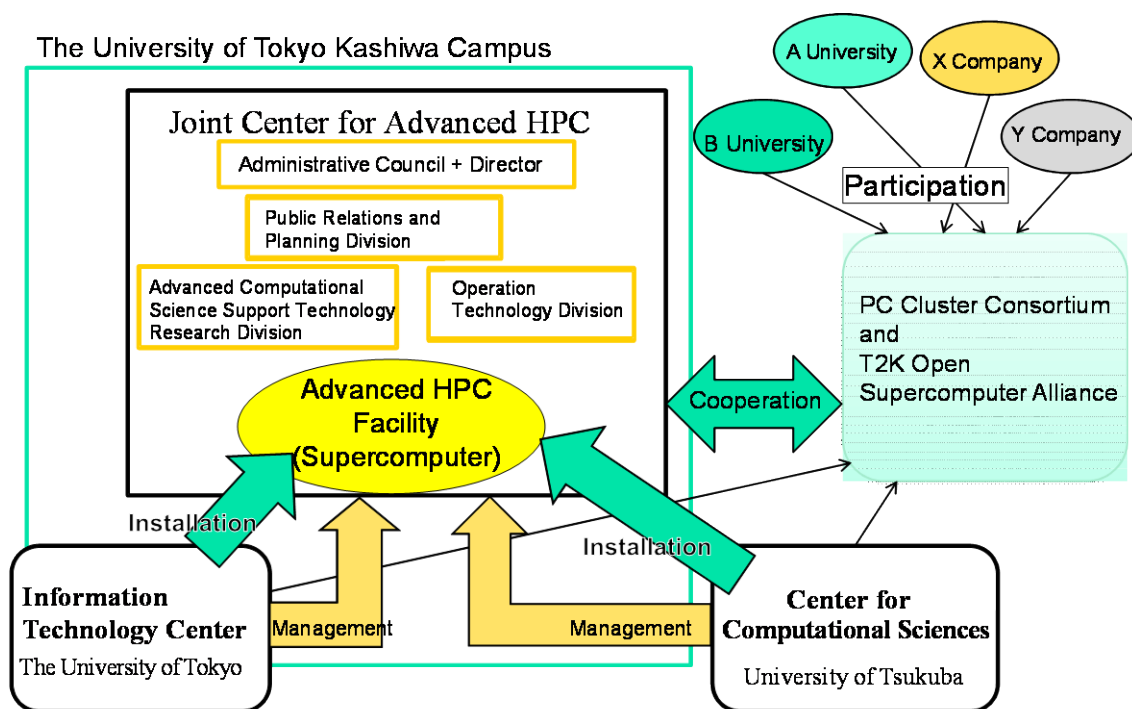 The University of Tokyo Kashiwa Campus
A University
X Company
B University
Y Company
Participation
Joint Center for Advanced HPC
Administrative Council + Director
Public Relations and
Planning Division
Advanced Computational
Science Support Technology
Research Division
Operation
Technology Division
PC Cluster Consortium
and
T2K Open
Supercomputer Alliance
Cooperation
Advanced HPC
Facility
(Supercomputer)
Installation
Installation
Information
Technology Center
The University of Tokyo
Management
Management
Center for
Computational Sciences
University of Tsukuba